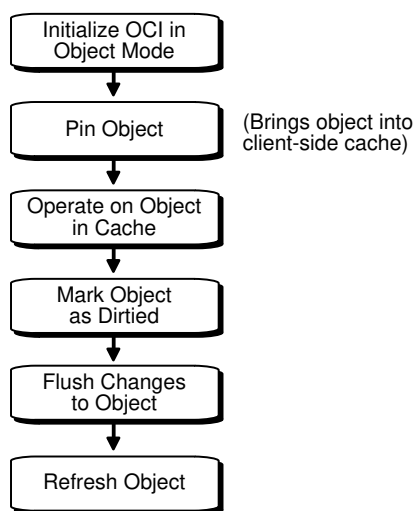 Initialize OCI in
Object Mode
Pin Object
(Brings object into
client-side cache)
Operate on Object
in Cache
Mark Object
as Dirtied
Flush Changes
to Object
Refresh Object